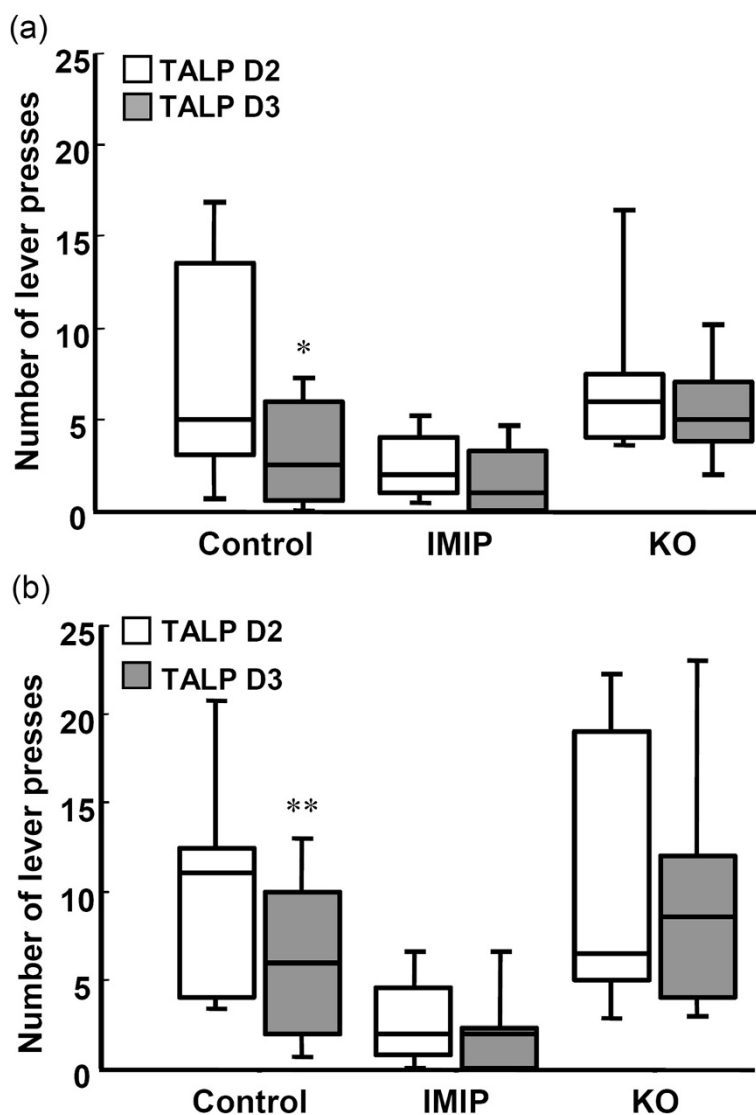 (a)
25
20
15
10
5
0
Number of lever presses
TALP D2
TALP D3
*
Control IMIP KO
(b)
25
20
15
10
5
0
Number of lever presses
TALP D2
TALP D3
**
Control IMIP KO